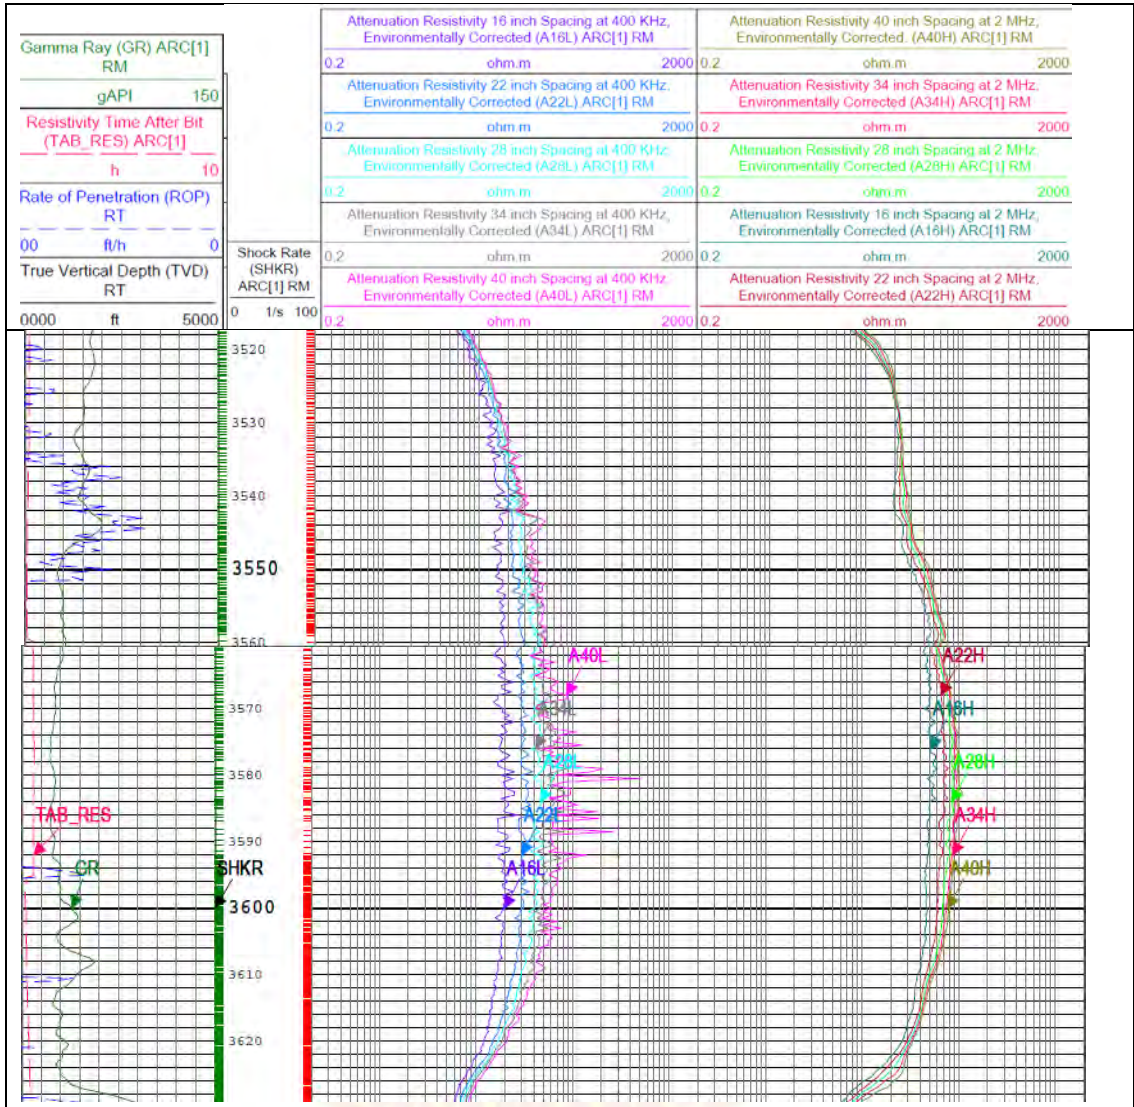 Gamma Ray (GR) ARC[1]
RM
gAPI 150
Resistivity Time After Bit
(TAB_RES) ARC[1]
h 10
Rate of Penetration (ROP)
RT
00 ft/h 0
True Vertical Depth (TVD)
RT
0000 ft 5000
Shock Rate
(SHKR)
ARC[1] RM
0 1/s 100
Attenuation Resistivity 16 inch Spacing at 400 KHz,
Environmentally Corrected (A16L) ARC[1] RM
0.2 ohm.m 2000
Attenuation Resistivity 22 inch Spacing at 400 KHz,
Environmentally Corrected (A22L) ARC[1] RM
0.2 ohm.m 2000
Attenuation Resistivity 28 inch Spacing at 400 KHz,
Environmentally Corrected (A28L) ARC[1] RM
0.2 ohm.m 2000
Attenuation Resistivity 34 inch Spacing at 400 KHz,
Environmentally Corrected (A34L) ARC[1] RM
0.2 ohm.m 2000
Attenuation Resistivity 40 inch Spacing at 400 KHz,
Environmentally Corrected (A40L) ARC[1] RM
0.2 ohm.m 2000
Attenuation Resistivity 40 inch Spacing at 2 MHz,
Environmentally Corrected. (A40H) ARC[1] RM
0.2 ohm.m 2000
Attenuation Resistivity 34 inch Spacing at 2 MHz,
Environmentally Corrected (A34H) ARC[1] RM
0.2 ohm.m 2000
Attenuation Resistivity 28 inch Spacing at 2 MHz,
Environmentally Corrected (A28H) ARC[1] RM
0.2 ohm.m 2000
Attenuation Resistivity 16 inch Spacing at 2 MHz,
Environmentally Corrected (A16H) ARC[1] RM
0.2 ohm.m 2000
Attenuation Resistivity 22 inch Spacing at 2 MHz,
Environmentally Corrected (A22H) ARC[1] RM
0.2 ohm.m 2000
3520
3530
3540
3550
3560
A40L A22H
3570 A34L A16H
3580 A28L A28H
TAB_RES A22L A34H
3590
GR SHKR A16L A40H
3600
3610
3620